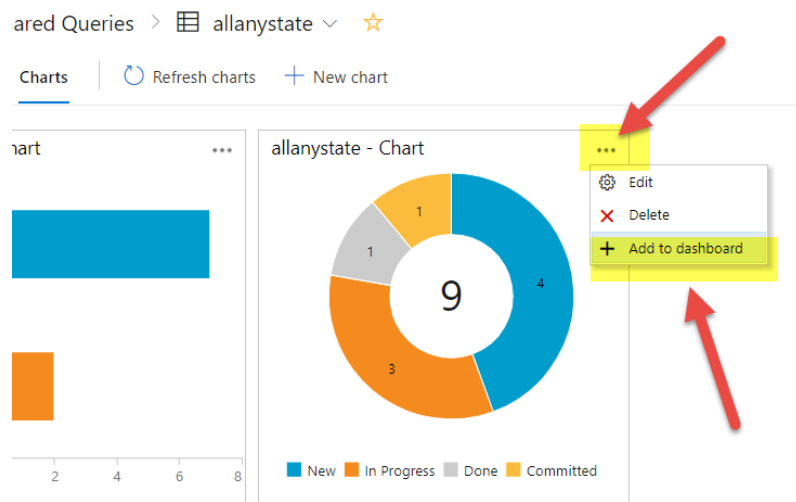 ared Queries > allanystate
Charts Refresh charts New chart
hart ... allanystate - Chart ...
Edit
Delete
Add to dashboard
1
1
4
9
3
2 4 6 8
New In Progress Done Committed